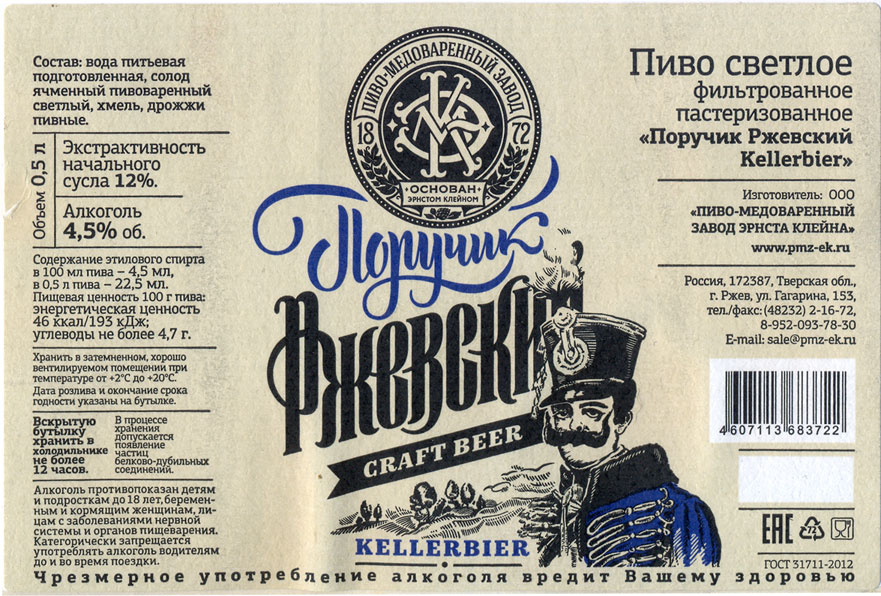 Состав: вода питьевая
подготовленная, солод
ячменный пивоваренный
светлый, хмель, дрожжи
пивные.
Объем 0,5 л
Экстрактивность
начального
сусла 12%.
Алкоголь
4,5% об.
Содержание этилового спирта
в 100 мл пива – 4,5 мл,
в 0,5 л пива – 22,5 мл.
Пищевая ценность 100 г пива:
энергетическая ценность
46 ккал/193 кДж;
углеводы не более 4,7 г.
Хранить в затемненном, хорошо
вентилируемом помещении при
температуре от +2°С до +20°С.
Дата розлива и окончание срока
годности указаны на бутылке.
Вскрытую
бутылку
хранить в
холодильнике
не более
12 часов.
В процессе
хранения
допускается
появление
частиц
белково-дубильных
соединений.
Алкоголь противопоказан детям
и подросткам до 18 лет, беремен-
ным и кормящим женщинам, ли-
цам с заболеваниями нервной
системы и органов пищеварения.
Категорически запрещается
употреблять алкоголь водителям
до и во время поездки.
ПИВО-МЕДОВАРЕННЫЙ ЗАВОД
18 72
ОСНОВАН
ЭРНСТОМ КЛЕЙНОМ
Поручик
РЖЕВСКИЙ
CRAFT BEER
KELLERBIER
Пиво светлое
фильтрованное
пастеризованное
«Поручик Ржевский
Kellerbier»
Изготовитель: ООО
«ПИВО-МЕДОВАРЕННЫЙ
ЗАВОД ЭРНСТА КЛЕЙНА»
www.pmz-ek.ru
Россия, 172387, Тверская обл.,
г. Ржев, ул. Гагарина, 153,
тел./факс: (48232) 2-16-72,
8-952-093-78-30
E-mail: sale@pmz-ek.ru
4607113683722
ЕАС
ГОСТ 31711-2012
Чрезмерное употребление алкоголя вредит Вашему здоровью